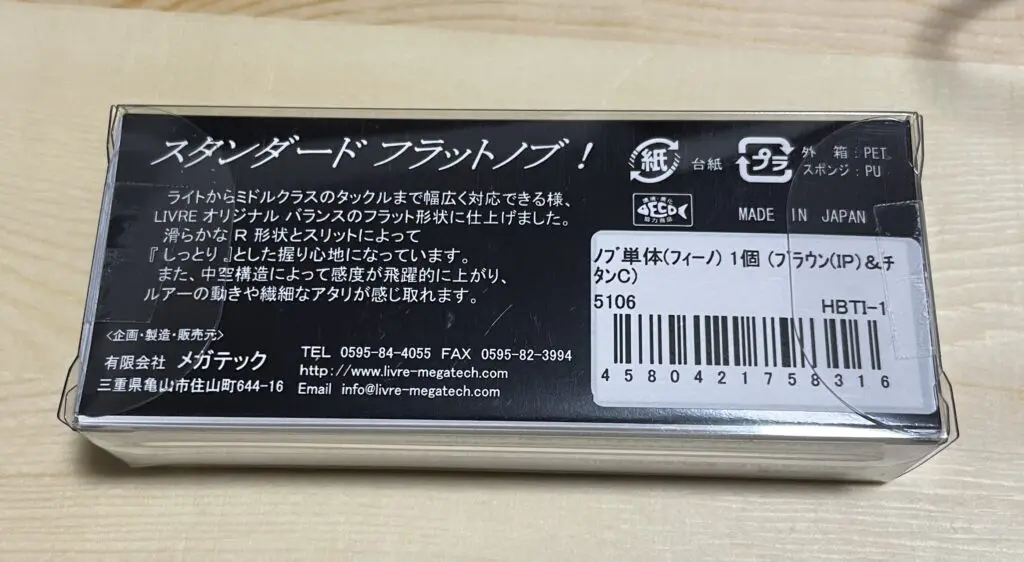 スタンダード フラットノブ！
ライトからミドルクラスのタックルまで幅広く対応できる様、
LIVRE オリジナル バランスのフラット形状に仕上げました。
滑らかな R 形状とスリットによって
『 しっとり 』とした握り心地になっています。
また、中空構造によって感度が飛躍的に上がり、
ルアーの動きや繊細なアタリが感じ取れます。
<企画・製造・販売元>
有限会社 メガテック
三重県亀山市住山町644-16
TEL 0595-84-4055 FAX 0595-82-3994
http://www.livre-megatech.com
Email info@livre-megatech.com
紙 台紙
プラ 外 箱：PET
スポンジ：PU
ECO
MADE IN JAPAN
ﾉﾌﾞ単体(フィーノ) 1個 (ブラウン(IP)＆チ
タンC)
5106 HBTI-1
4580421758316